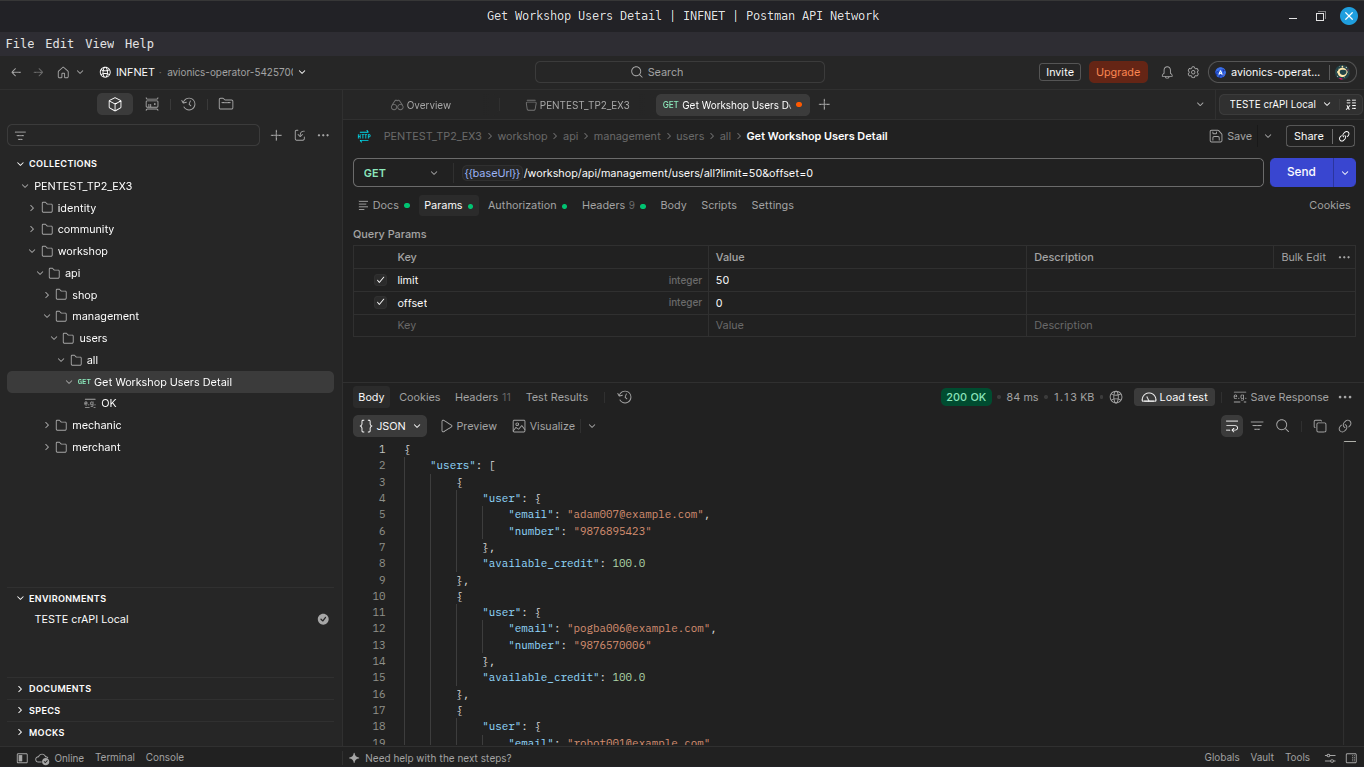 Get Workshop Users Detail | INFNET | Postman API Network
File Edit View Help
INFNET · avionics-operator-542570(
Search
Invite
Upgrade
avionics-operat...
Overview
PENTEST_TP2_EX3
GET Get Workshop Users D
TESTE crAPI Local
PENTEST_TP2_EX3 > workshop > api > management > users > all > Get Workshop Users Detail
Save
Share
COLLECTIONS
PENTEST_TP2_EX3
identity
community
workshop
api
shop
management
users
all
GET Get Workshop Users Detail
e.g. OK
mechanic
merchant
ENVIRONMENTS
TESTE crAPI Local
DOCUMENTS
SPECS
MOCKS
HTTP
GET
{{baseUrl}} /workshop/api/management/users/all?limit=50&offset=0
Send
Docs Params Authorization Headers 9 Body Scripts Settings
Cookies
Query Params
Key Value Description Bulk Edit
limit integer 50
offset integer 0
Key Value Description
Body Cookies Headers 11 Test Results
200 OK • 84 ms • 1.13 KB
Load test
e.g. Save Response
{ } JSON Preview Visualize
1 {
2 "users": [
3 {
4 "user": {
5 "email": "adam007@example.com",
6 "number": "9876895423"
7 },
8 "available_credit": 100.0
9 },
10 {
11 "user": {
12 "email": "pogba006@example.com",
13 "number": "9876570006"
14 },
15 "available_credit": 100.0
16 },
17 {
18 "user": {
19 "email": "robot001@example.com",
Online Terminal Console
Need help with the next steps?
Globals Vault Tools